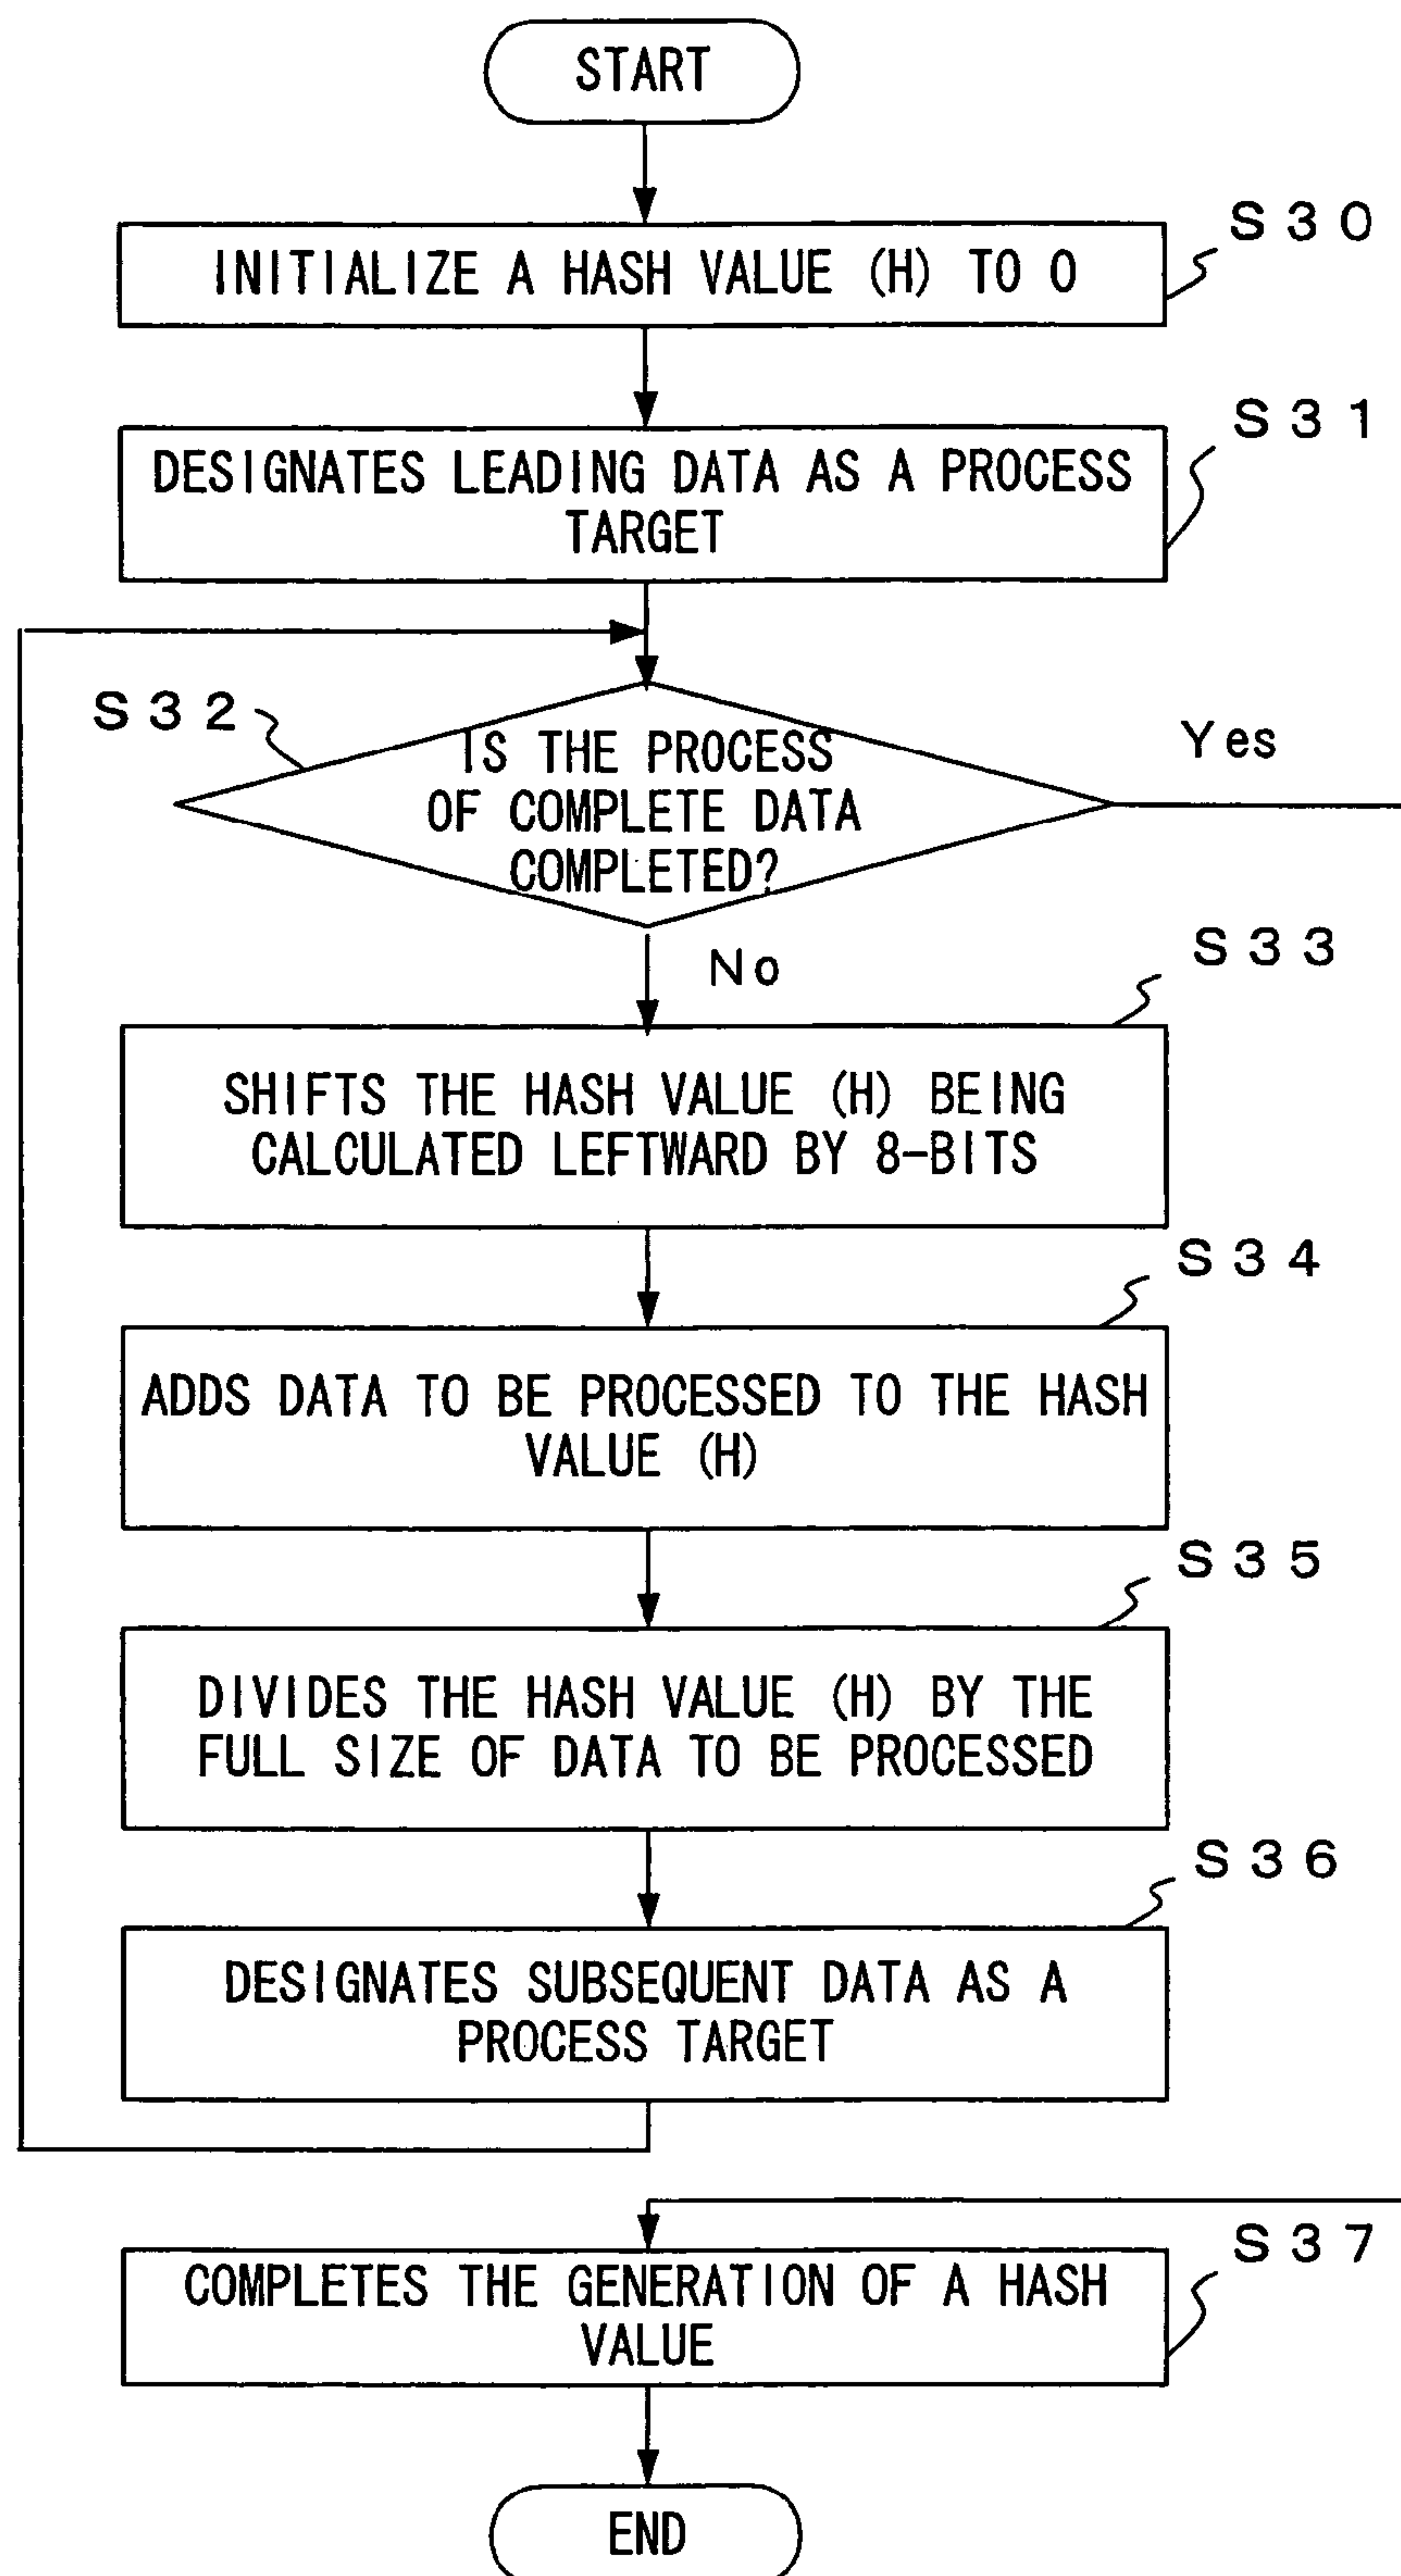 START
S30
INITIALIZE A HASH VALUE (H) TO 0
S31
DESIGNATES LEADING DATA AS A PROCESS
TARGET
S32
IS THE PROCESS
OF COMPLETE DATA
COMPLETED?
Yes
No
S33
SHIFTS THE HASH VALUE (H) BEING
CALCULATED LEFTWARD BY 8-BITS
S34
ADDS DATA TO BE PROCESSED TO THE HASH
VALUE (H)
S35
DIVIDES THE HASH VALUE (H) BY THE
FULL SIZE OF DATA TO BE PROCESSED
S36
DESIGNATES SUBSEQUENT DATA AS A
PROCESS TARGET
S37
COMPLETES THE GENERATION OF A HASH
VALUE
END